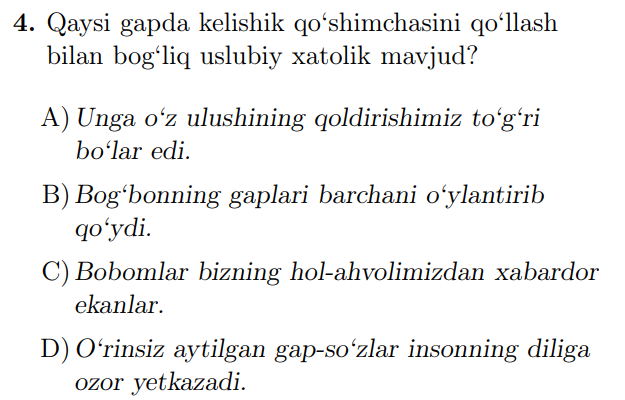 4. Qaysi gapda kelishik qo‘shimchasini qo‘llash
bilan bog‘liq uslubiy xatolik mavjud?
A) Unga o‘z ulushining qoldirishimiz to‘g‘ri
bo‘lar edi.
B) Bog‘bonning gaplari barchani o‘ylantirib
qo‘ydi.
C) Bobomlar bizning hol-ahvolimizdan xabardor
ekanlar.
D) O‘rinsiz aytilgan gap-so‘zlar insonning diliga
ozor yetkazadi.